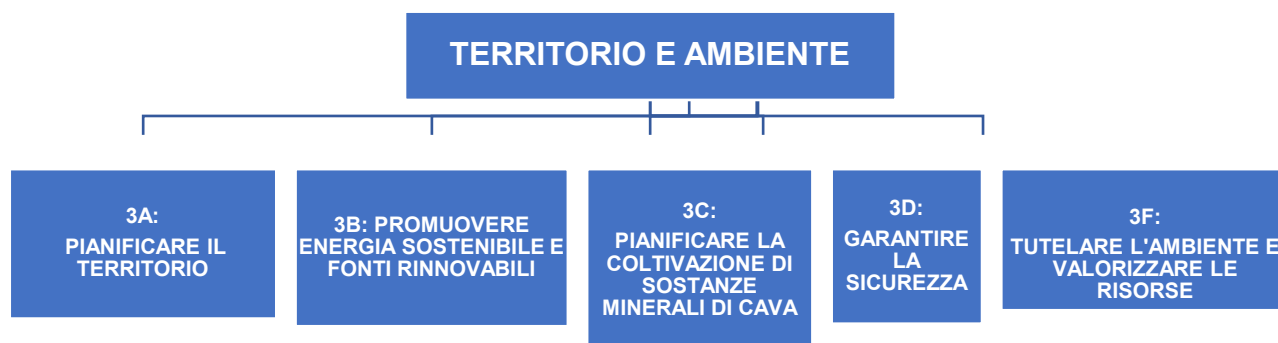 TERRITORIO E AMBIENTE
3A:
PIANIFICARE IL
TERRITORIO
3B: PROMUOVERE
ENERGIA SOSTENIBILE E
FONTI RINNOVABILI
3C:
PIANIFICARE LA
COLTIVAZIONE DI
SOSTANZE
MINERALI DI CAVA
3D:
GARANTIRE
LA
SICUREZZA
3F:
TUTELARE L'AMBIENTE E
VALORIZZARE LE
RISORSE